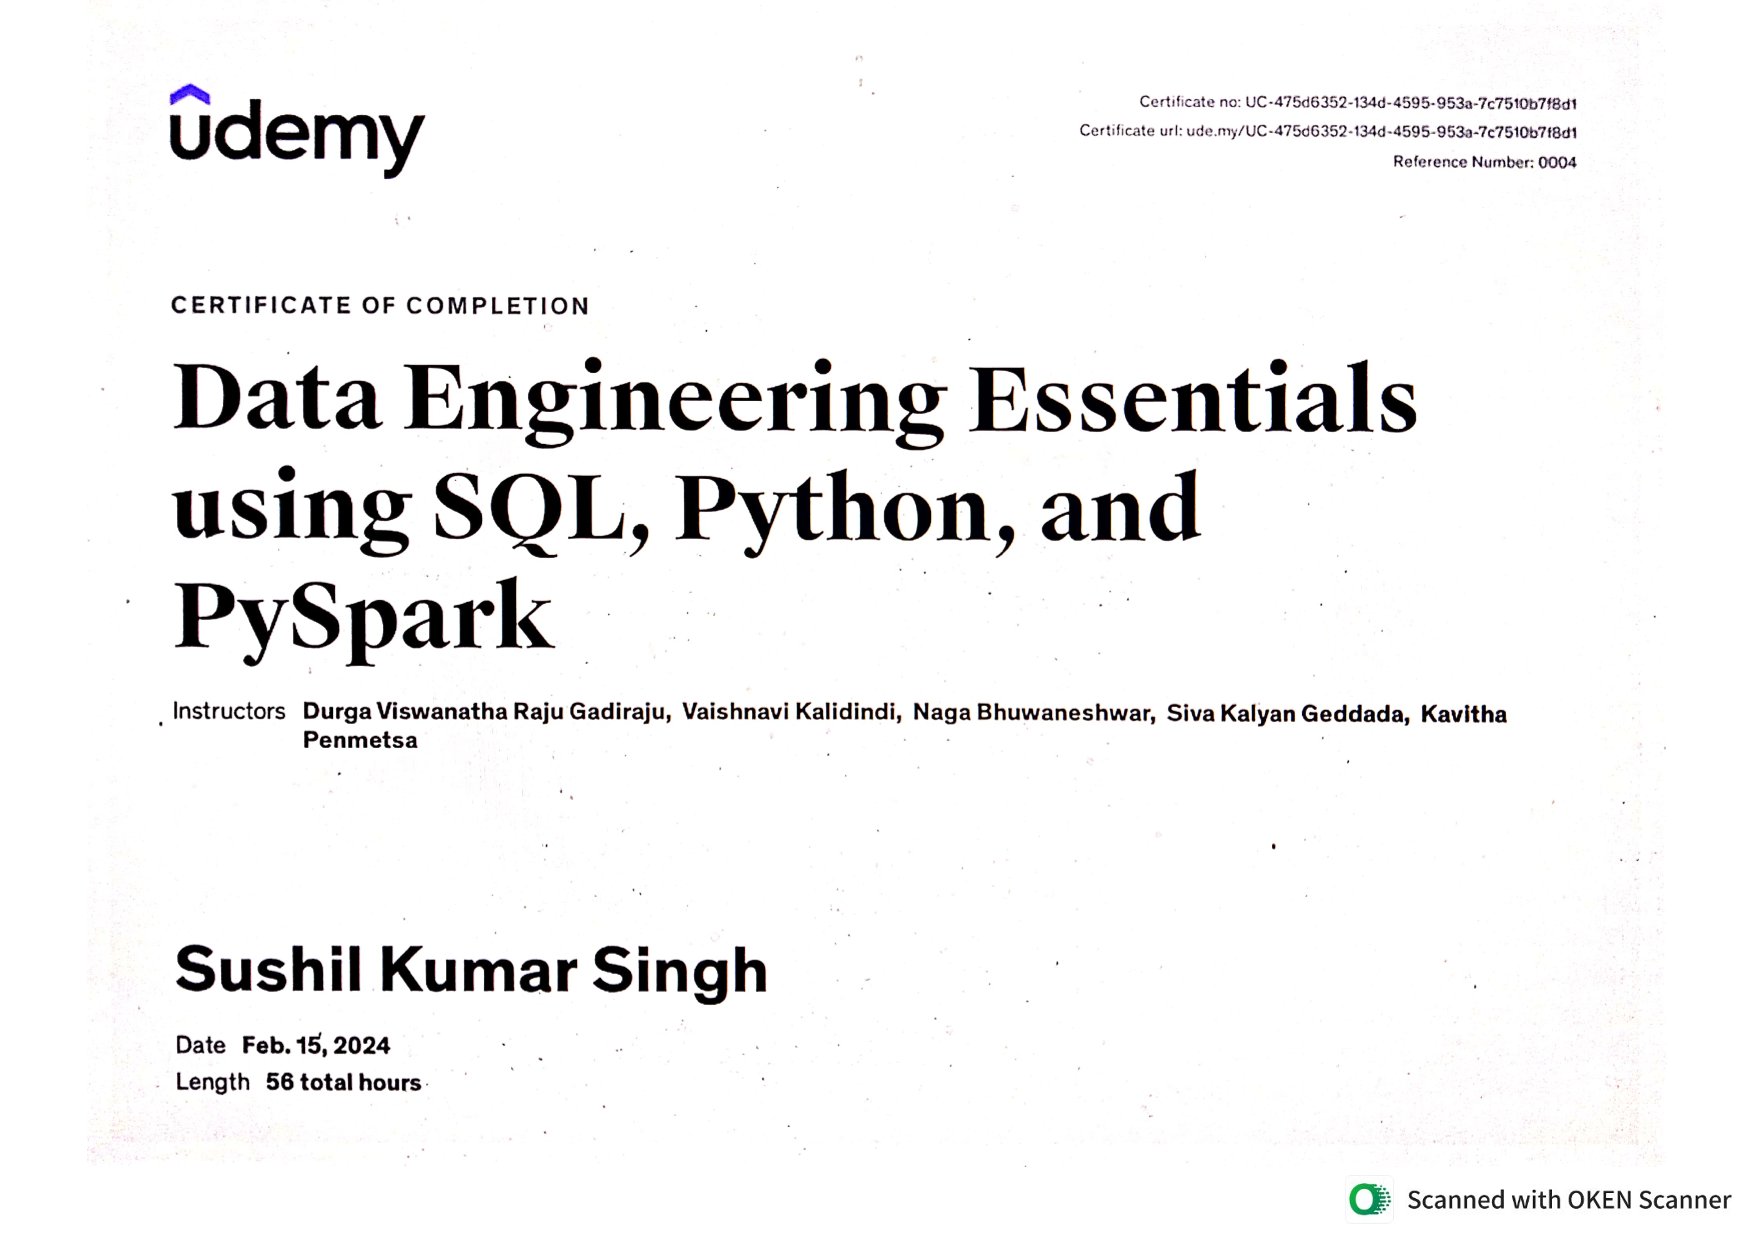 udemy
Certificate no: UC-475d6352-134d-4595-953a-7c7510b7f8d1
Certificate url: ude.my/UC-475d6352-134d-4595-953a-7c7510b7f8d1
Reference Number: 0004
CERTIFICATE OF COMPLETION
Data Engineering Essentials
using SQL, Python, and
PySpark
Instructors Durga Viswanatha Raju Gadiraju, Vaishnavi Kalidindi, Naga Bhuwaneshwar, Siva Kalyan Geddada, Kavitha
Penmetsa
Sushil Kumar Singh
Date Feb. 15, 2024
Length 56 total hours
Scanned with OKEN Scanner